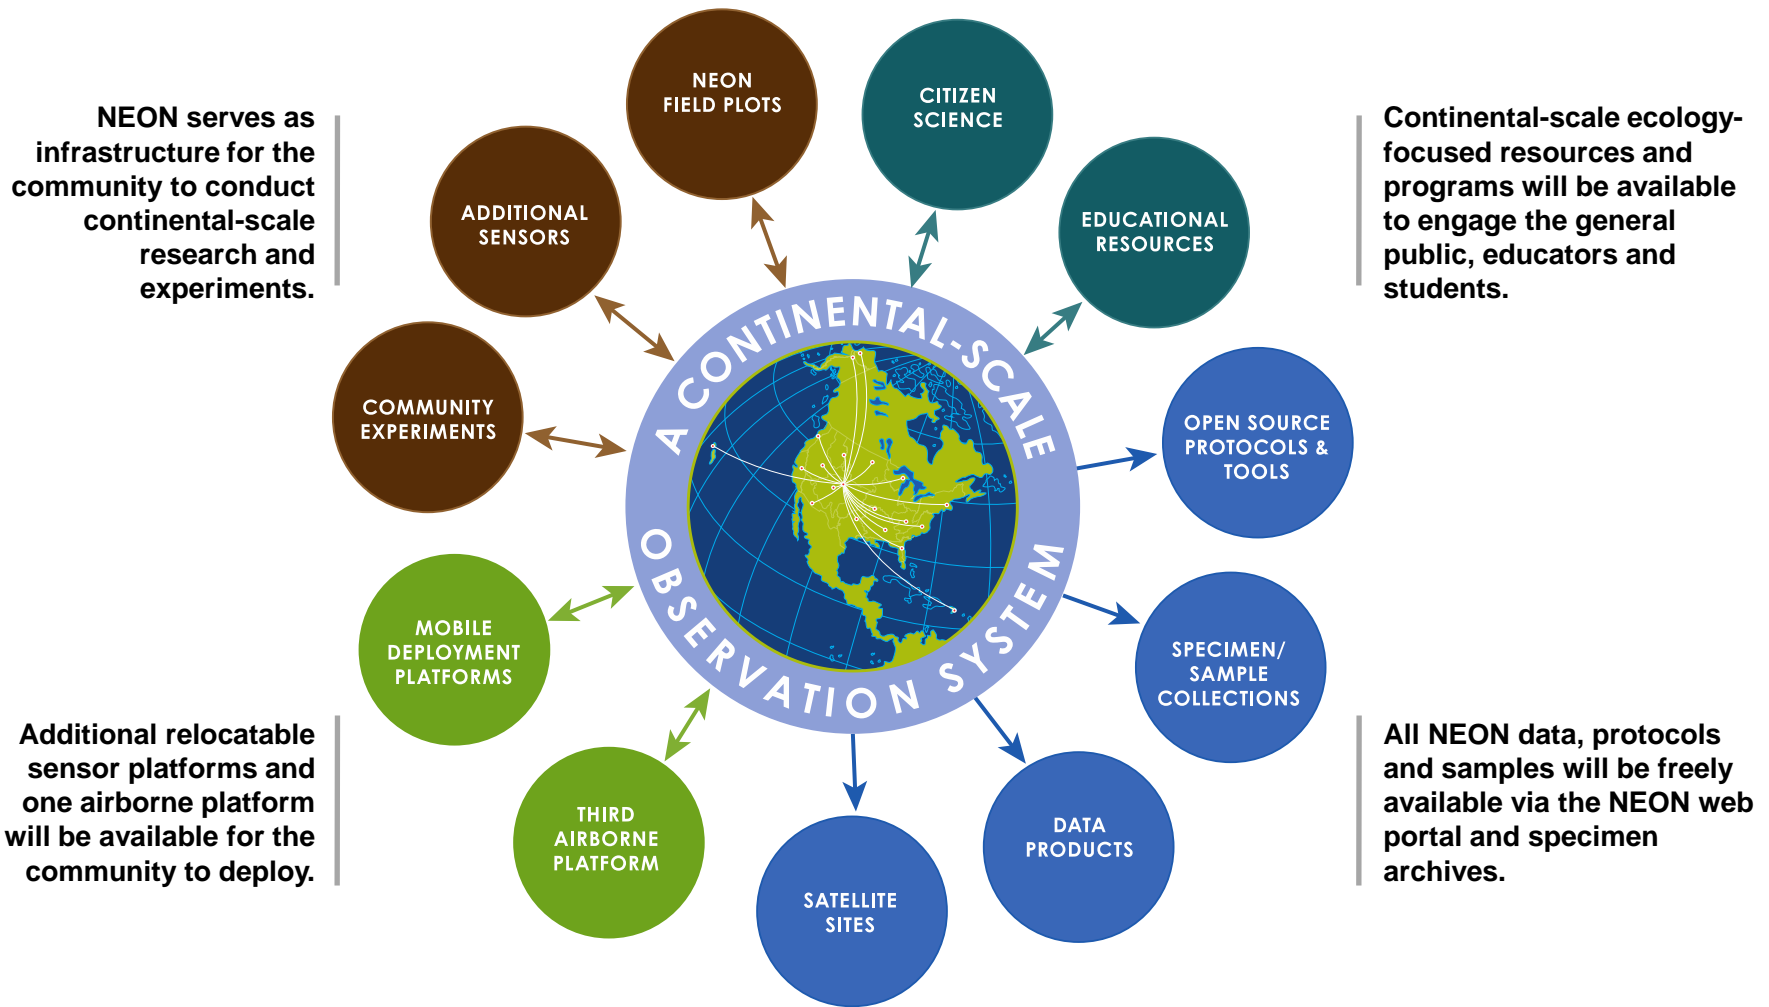 NEON serves as
infrastructure for the
community to conduct
continental-scale
research and
experiments.
NEON
FIELD PLOTS
CITIZEN
SCIENCE
ADDITIONAL
SENSORS
EDUCATIONAL
RESOURCES
Continental-scale ecology-
focused resources and
programs will be available
to engage the general
public, educators and
students.
COMMUNITY
EXPERIMENTS
A CONTINENTAL-SCALE
OBSERVATION SYSTEM
OPEN SOURCE
PROTOCOLS &
TOOLS
MOBILE
DEPLOYMENT
PLATFORMS
SPECIMEN/
SAMPLE
COLLECTIONS
Additional relocatable
sensor platforms and
one airborne platform
will be available for the
community to deploy.
THIRD
AIRBORNE
PLATFORM
SATELLITE
SITES
DATA
PRODUCTS
All NEON data, protocols
and samples will be freely
available via the NEON web
portal and specimen
archives.